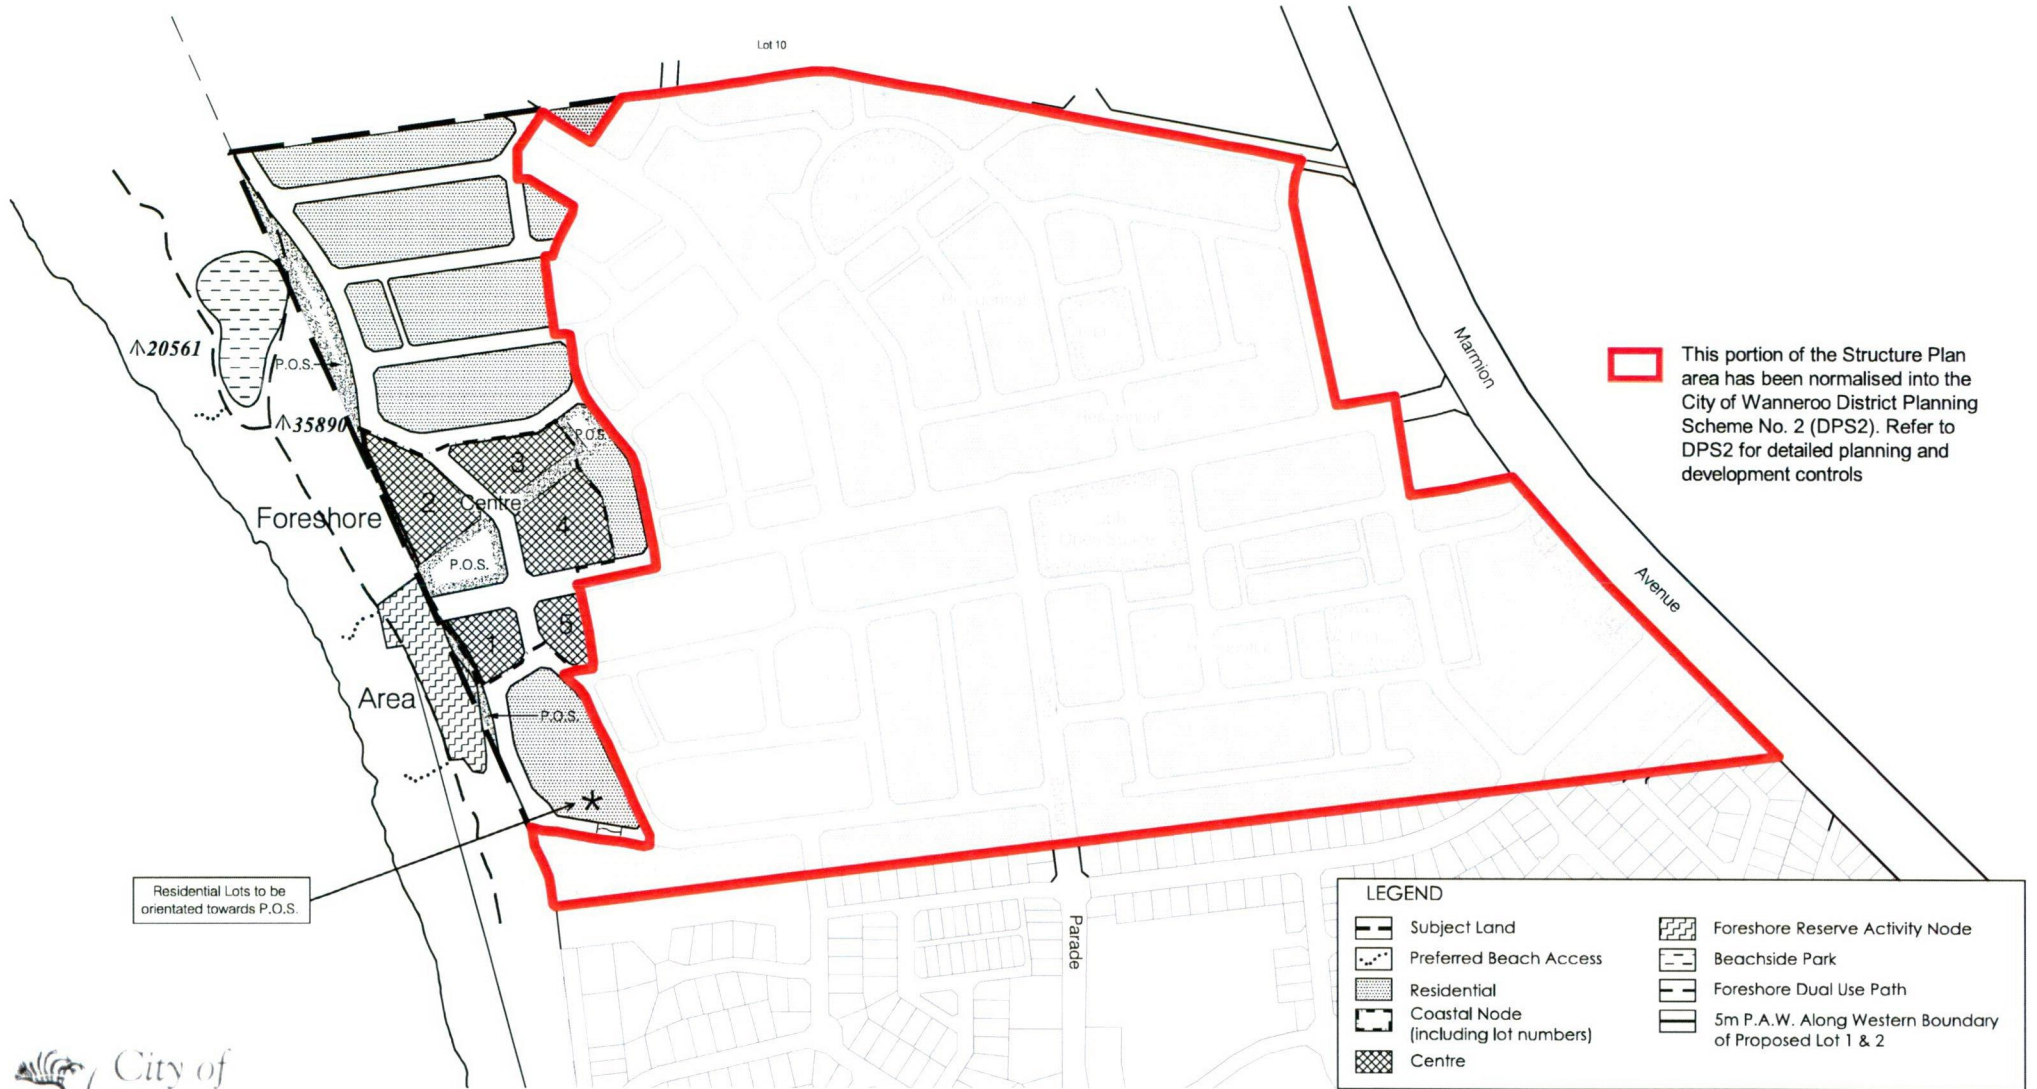 Lot 10
Marmion
Avenue
This portion of the Structure Plan
area has been normalised into the
City of Wanneroo District Planning
Scheme No. 2 (DPS2). Refer to
DPS2 for detailed planning and
development controls
20561
P.O.S.
35890
P.O.S.
3
2
Centre
4
Foreshore
P.O.S.
1
5
Area
P.O.S.
*
Residential Lots to be
orientated towards P.O.S.
Parade
LEGEND
Subject Land
Preferred Beach Access
Residential
Coastal Node
(including lot numbers)
Centre
Foreshore Reserve Activity Node
Beachside Park
Foreshore Dual Use Path
5m P.A.W. Along Western Boundary
of Proposed Lot 1 & 2
City of